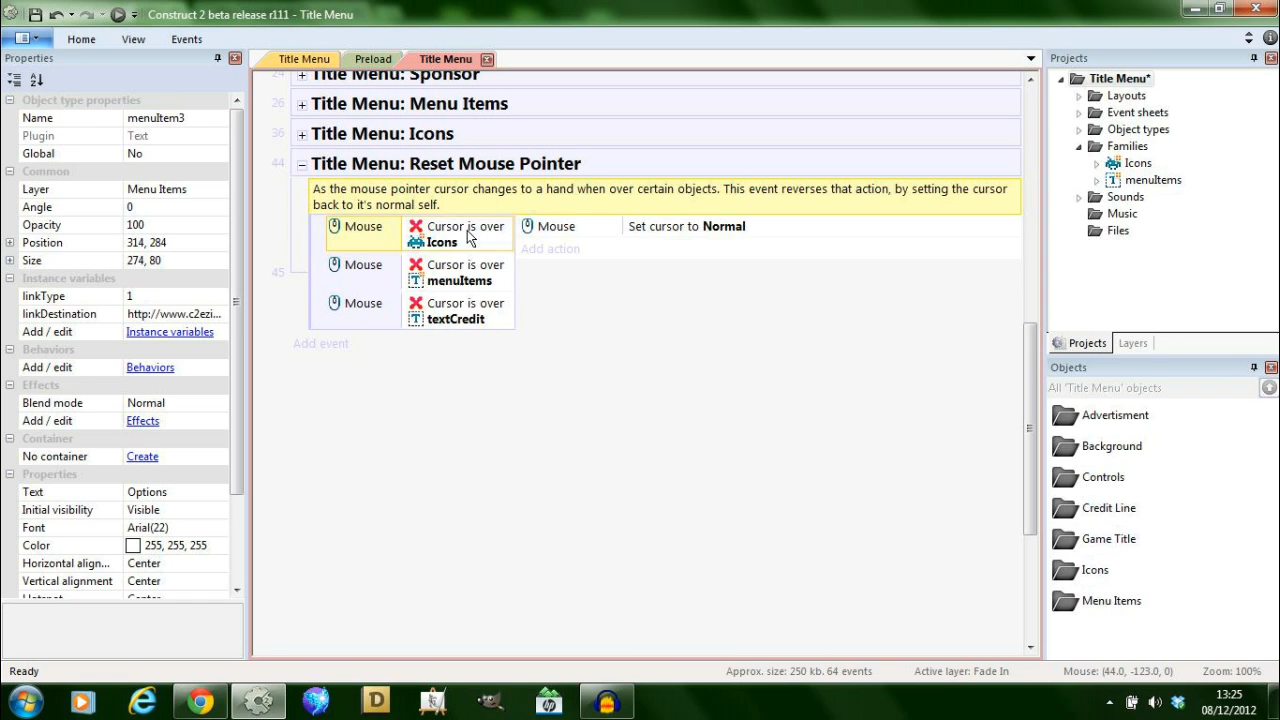 Construct 2 beta release r111 - Title Menu
Home
View
Events
Properties
Object type properties
Name menuItem3
Plugin Text
Global No
Common
Layer Menu Items
Angle 0
Opacity 100
Position 314, 284
Size 274, 80
Instance variables
linkType 1
linkDestination http://www.c2ezi...
Add / edit Instance variables
Behaviors
Add / edit Behaviors
Effects
Blend mode Normal
Add / edit Effects
Container
No container Create
Properties
Text Options
Initial visibility Visible
Font Arial(22)
Color 255, 255, 255
Horizontal align... Center
Vertical alignment Center
Hotspot Center
Title Menu
Preload
Title Menu
24 Title Menu: Sponsor
26 Title Menu: Menu Items
36 Title Menu: Icons
44 Title Menu: Reset Mouse Pointer
As the mouse pointer cursor changes to a hand when over certain objects. This event reverses that action, by setting the cursor
back to it's normal self.
45
Mouse Cursor is over
Icons
Mouse Cursor is over
menuItems
Mouse Cursor is over
textCredit
Mouse Set cursor to Normal
Add action
Add event
Projects
Title Menu*
Layouts
Event sheets
Object types
Families
Icons
menuItems
Sounds
Music
Files
Projects
Layers
Objects
All 'Title Menu' objects
Advertisment
Background
Controls
Credit Line
Game Title
Icons
Menu Items
Ready
Approx. size: 250 kb. 64 events
Active layer: Fade In
Mouse: (44.0, -123.0, 0)
Zoom: 100%
13:25
08/12/2012